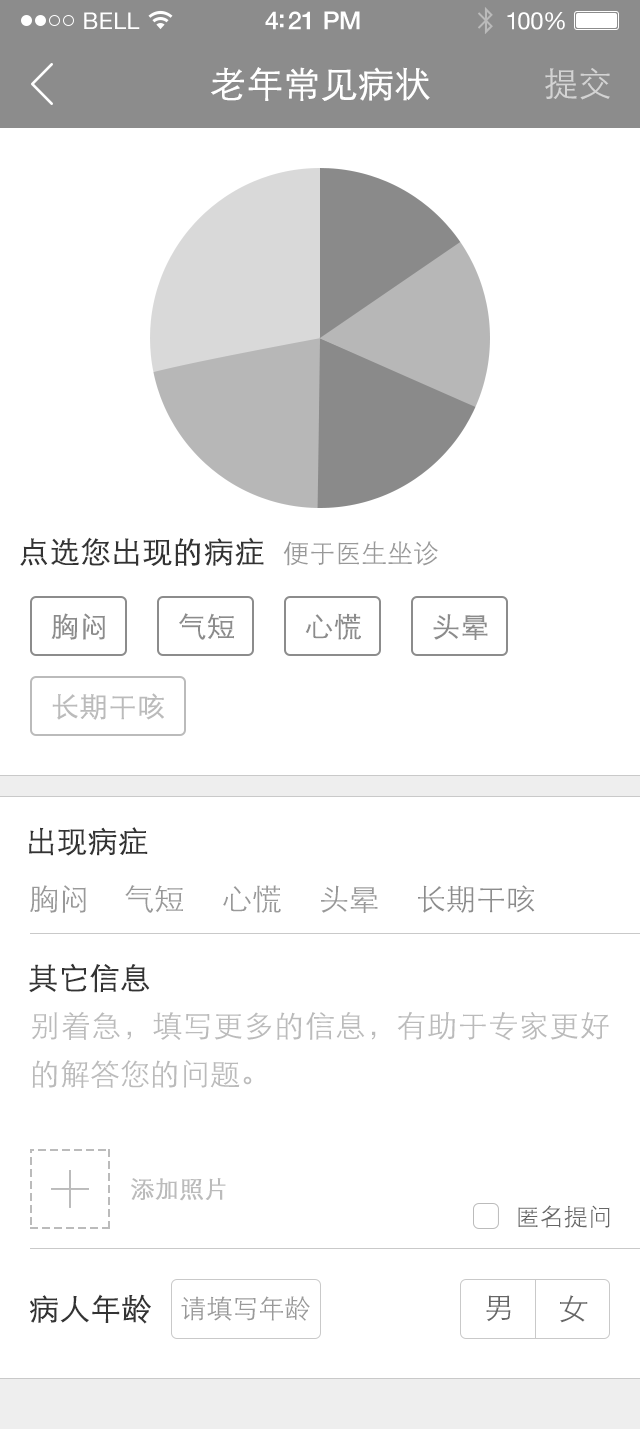 BELL 4:21 PM 100%
老年常见病状 提交
点选您出现的病症 便于医生坐诊
胸闷 气短 心慌 头晕
长期干咳
出现病症
胸闷 气短 心慌 头晕 长期干咳
其它信息
别着急，填写更多的信息，有助于专家更好
的解答您的问题。
添加照片
匿名提问
病人年龄 请填写年龄 男 女